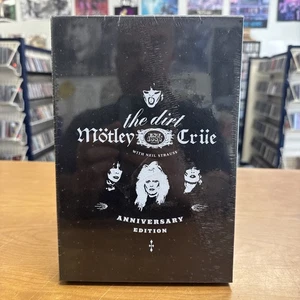 the dirt
Mötley Crüe
WITH NEIL STRAUSS
ANNIVERSARY
EDITION